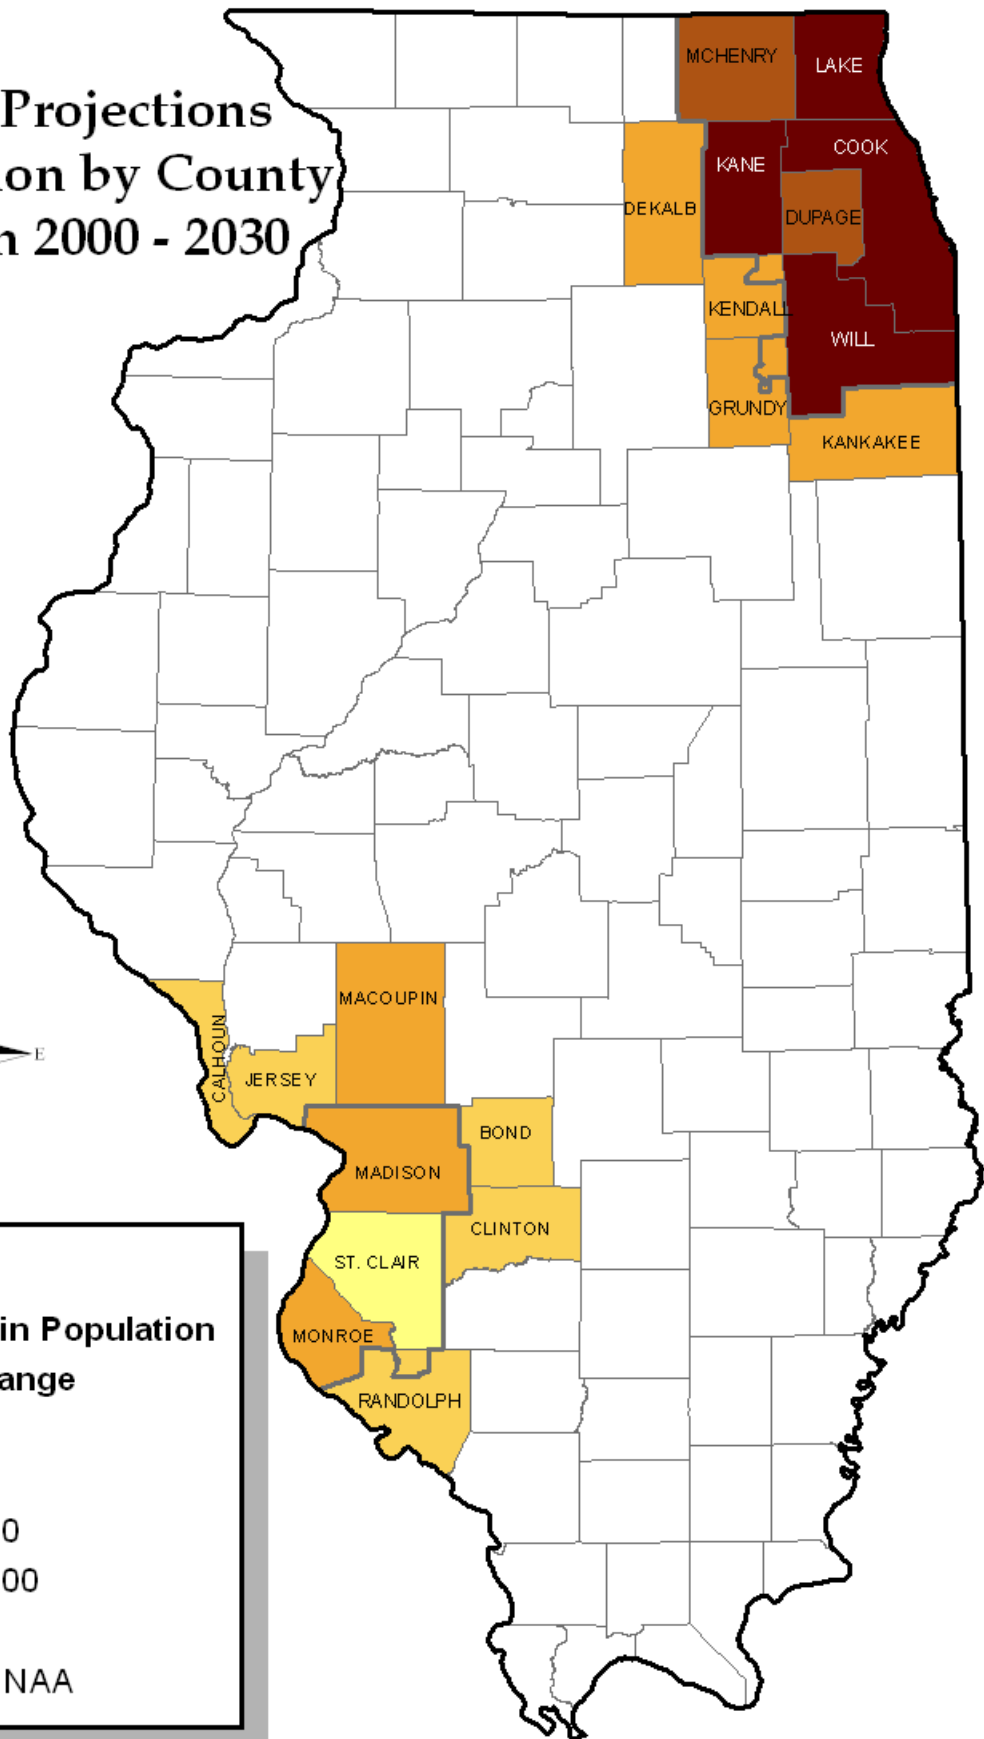 Projections
on by County
2000 - 2030
MCHENRY
LAKE
COOK
KANE
DEKALB
DUPAGE
KENDALL
WILL
GRUNDY
KANKAKEE
MACOUPIN
CALHOUN
E
JERSEY
BOND
MADISON
CLINTON
ST. CLAIR
MONROE
RANDOLPH
in Population
ange
0
00
NAA